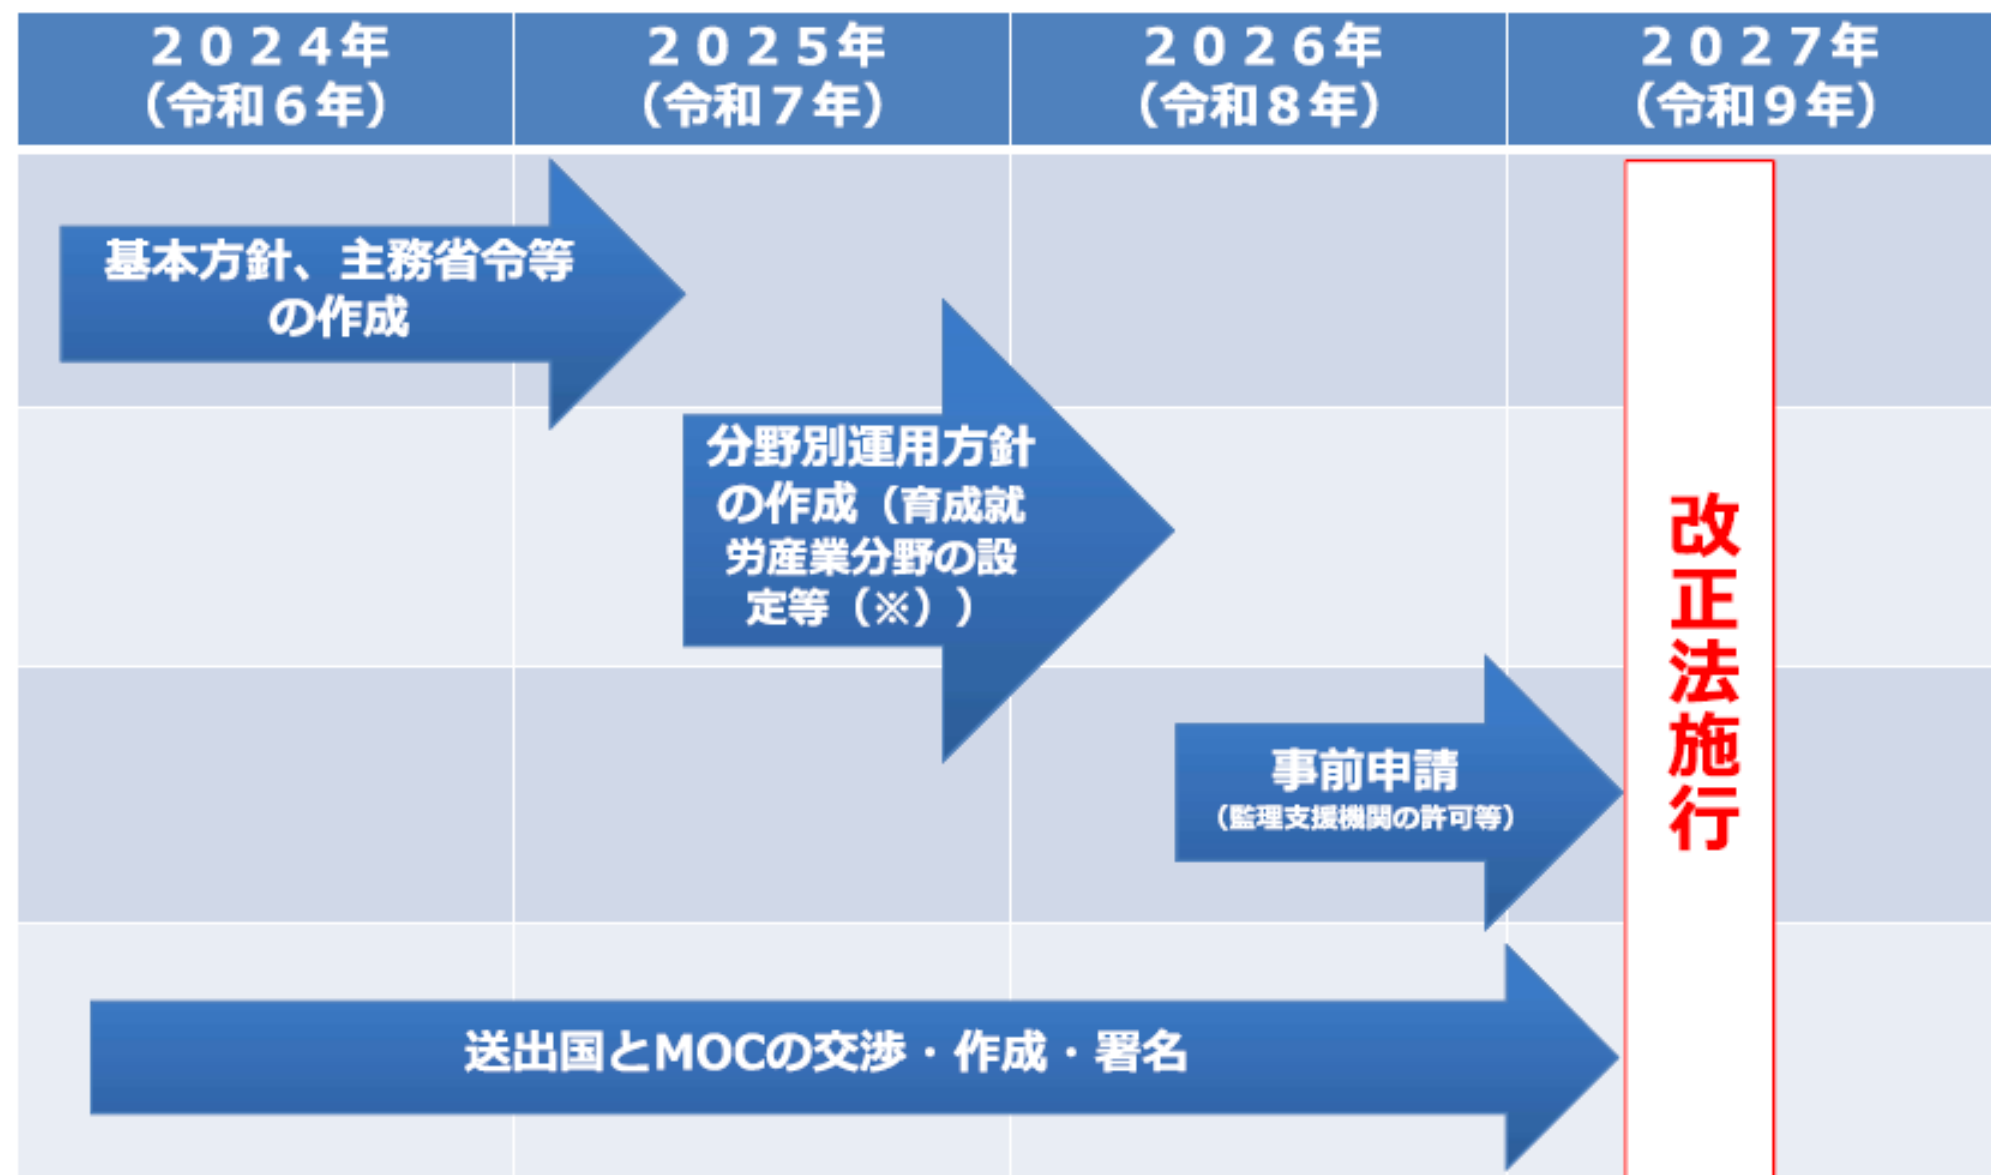 ２０２４年
（令和６年）
２０２５年
（令和７年）
２０２６年
（令和８年）
２０２７年
（令和９年）
基本方針、主務省令等
の作成
分野別運用方針
の作成（育成就
労産業分野の設
定等（※））
事前申請
（監理支援機関の許可等）
送出国とMOCの交渉・作成・署名
改正法施行